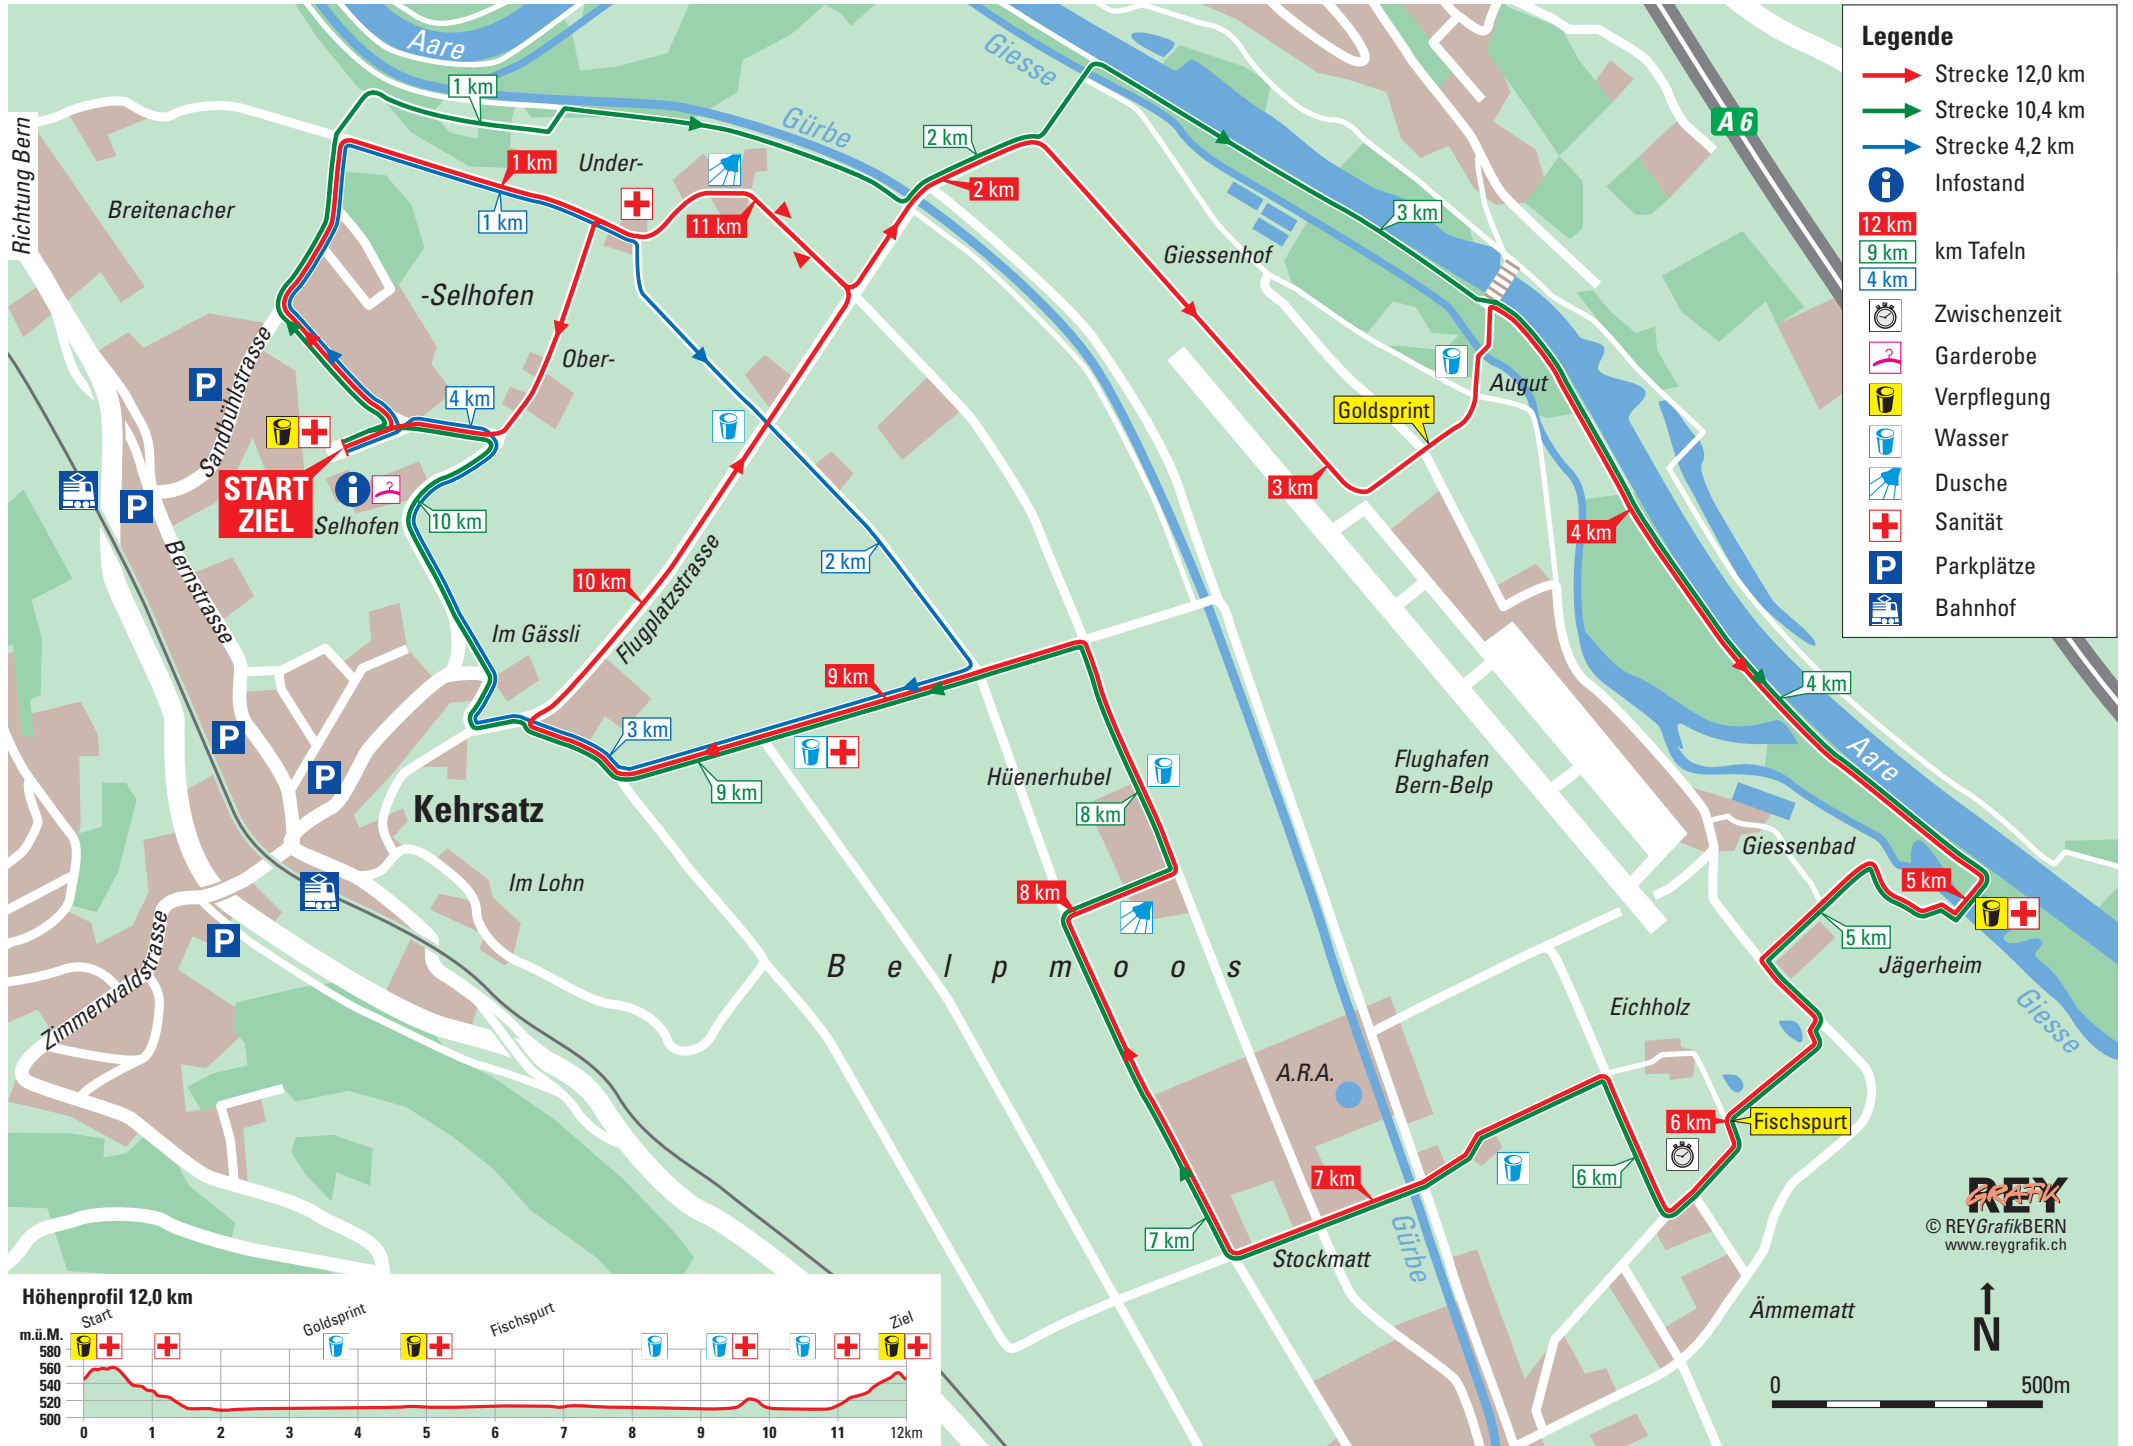 Legende
Strecke 12,0 km
Strecke 10,4 km
Strecke 4,2 km
i
Infostand
12 km
9 km
km Tafeln
4 km
Zwischenzeit
Garderobe
Verpflegung
Wasser
Dusche
Sanität
P
Parkplätze
Bahnhof
A 6
Aare
Giesse
Gürbe
Richtung Bern
Breitenacher
1 km
1 km
1 km
Under-
-Selhofen
Ober-
11 km
2 km
2 km
3 km
Giessenhof
Augut
Goldsprint
3 km
4 km
4 km
Sandbühlstrasse
P
4 km
START
ZIEL
i
Selhofen
10 km
P
Bernstrasse
10 km
Flugplatzstrasse
2 km
Im Gässli
9 km
3 km
9 km
P
P
Kehrsatz
Im Lohn
P
Zimmerwaldstrasse
Hüenerhubel
8 km
8 km
Flughafen
Bern-Belp
Aare
Giessenbad
5 km
5 km
Jägerheim
Giesse
Belpmoos
Eichholz
A.R.A.
6 km
Fischspurt
6 km
7 km
7 km
Stockmatt
Gürbe
Ämmematt
REY
GRAFIK
© REYGrafikBERN
www.reygrafik.ch
N
0 500m
Höhenprofil 12,0 km
Start
Goldsprint
Fischspurt
Ziel
m.ü.M.
580
560
540
520
500
0 1 2 3 4 5 6 7 8 9 10 11 12km